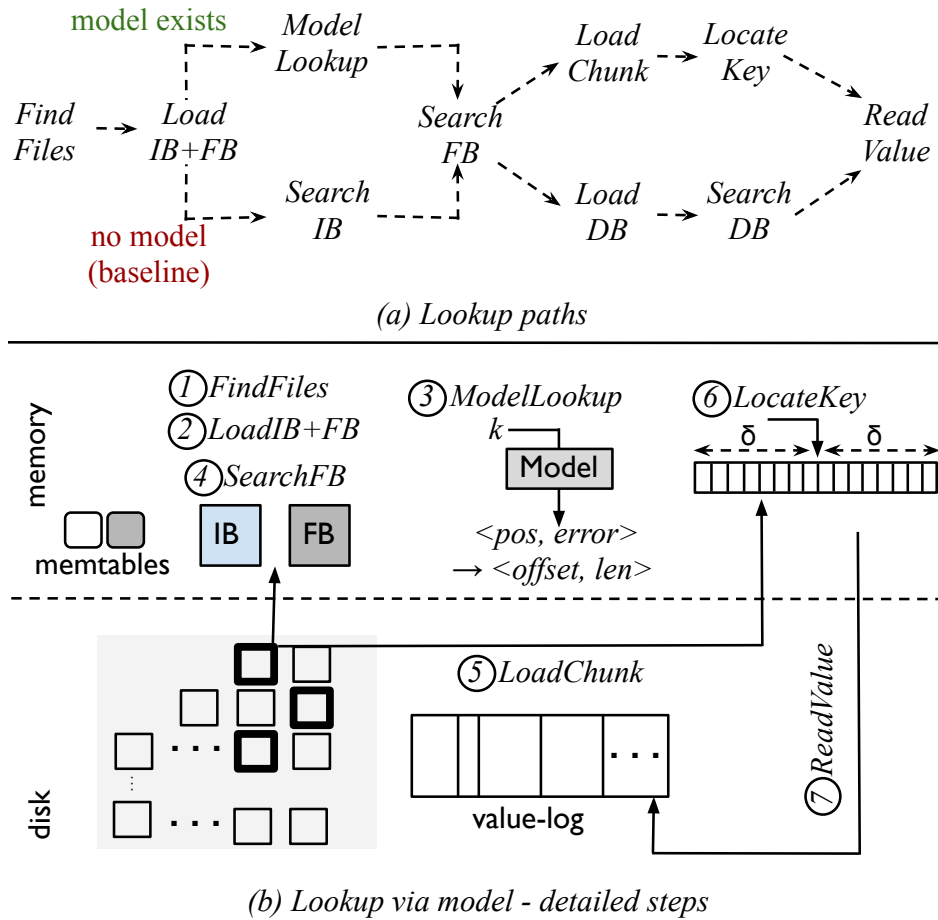 model exists
Model
Lookup
Load
Chunk
Locate
Key
Find
Files
Load
IB+FB
Search
FB
Read
Value
Search
IB
Load
DB
Search
DB
no model
(baseline)
(a) Lookup paths
memory
1 FindFiles
2 LoadIB+FB
4 SearchFB
IB
FB
memtables
3 ModelLookup
k
Model
<pos, error>
→ <offset, len>
6 LocateKey
δ δ
disk
5 LoadChunk
value-log
7 ReadValue
(b) Lookup via model - detailed steps